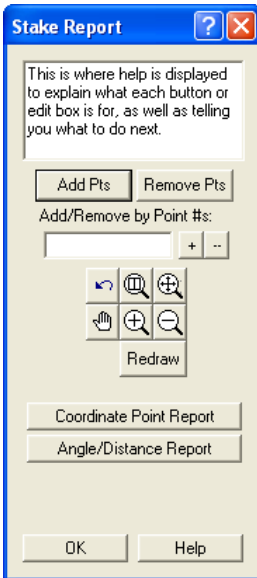 Stake Report
This is where help is displayed
to explain what each button or
edit box is for, as well as telling
you what to do next.
Add Pts Remove Pts
Add/Remove by Point #s:
+ --
Redraw
Coordinate Point Report
Angle/Distance Report
OK Help